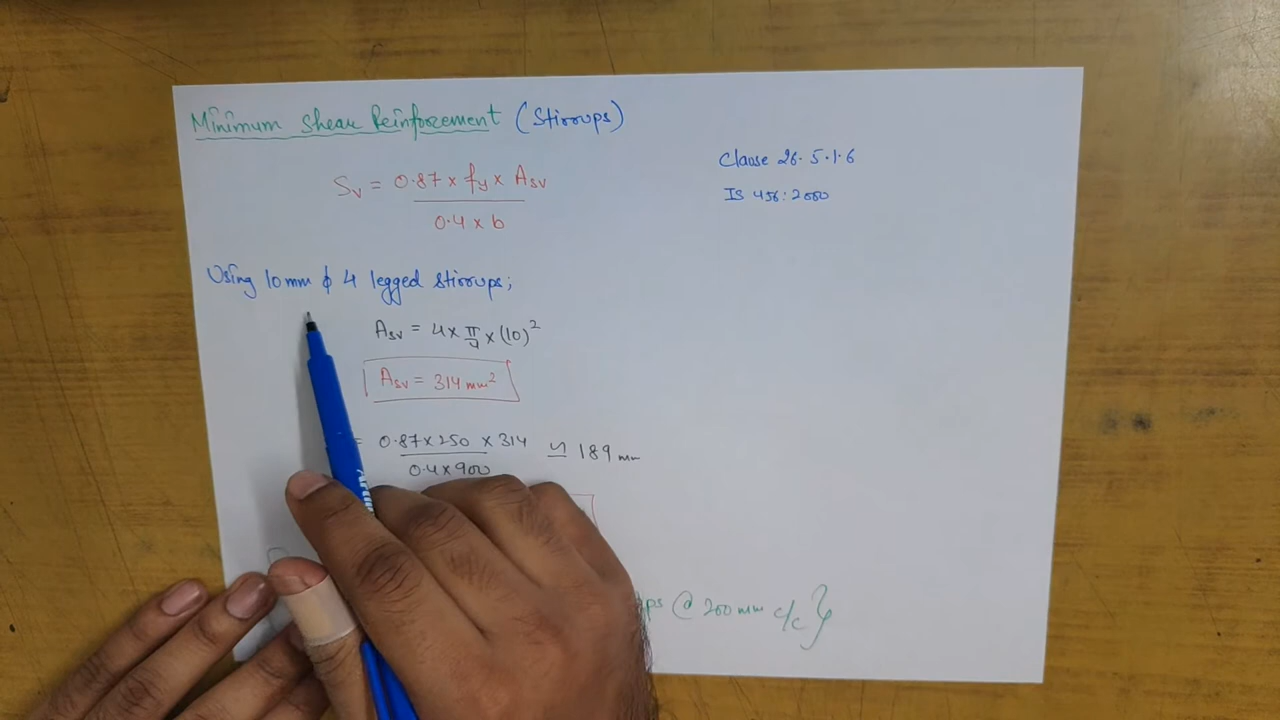 Minimum Shear Reinforcement (Stirrups)
Clause 26.5.1.6
IS 456:2000
Sv = 0.87 x fy x Asv
0.4 x b
Using 10mm ϕ 4 legged stirrups;
Asv = 4 x π/4 x (10)²
Asv = 314 mm²
= 0.87 x 250 x 314
0.4 x 900
≃ 189 mm
ps @ 200 mm c/c }